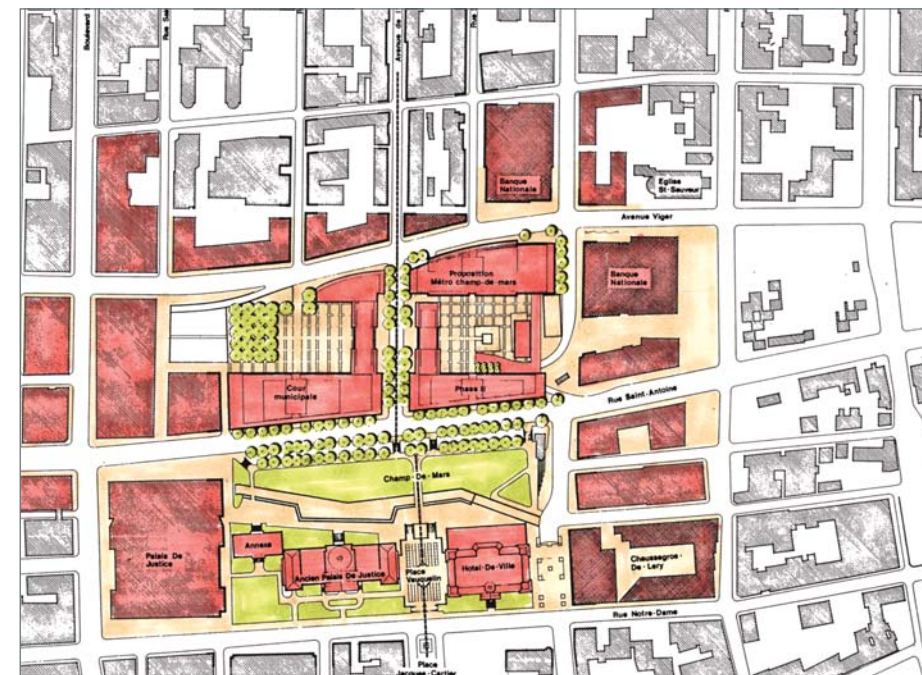 Boulevard
Rue
Avenue de
Rue
Banque
Nationale
Eglise
St-Sauveur
Avenue Viger
Proposition
Métro champ-de-mars
Banque
Nationale
Cour
municipale
Phase II
Rue Saint-Antoine
Champ-De-Mars
Palais De
Justice
Annexe
Ancien Palais De Justice
Place
Vauquelin
Hotel-De-Ville
Chaussegros-
De-Lery
Rue Notre-Dame
Place
Jacques-Cartier